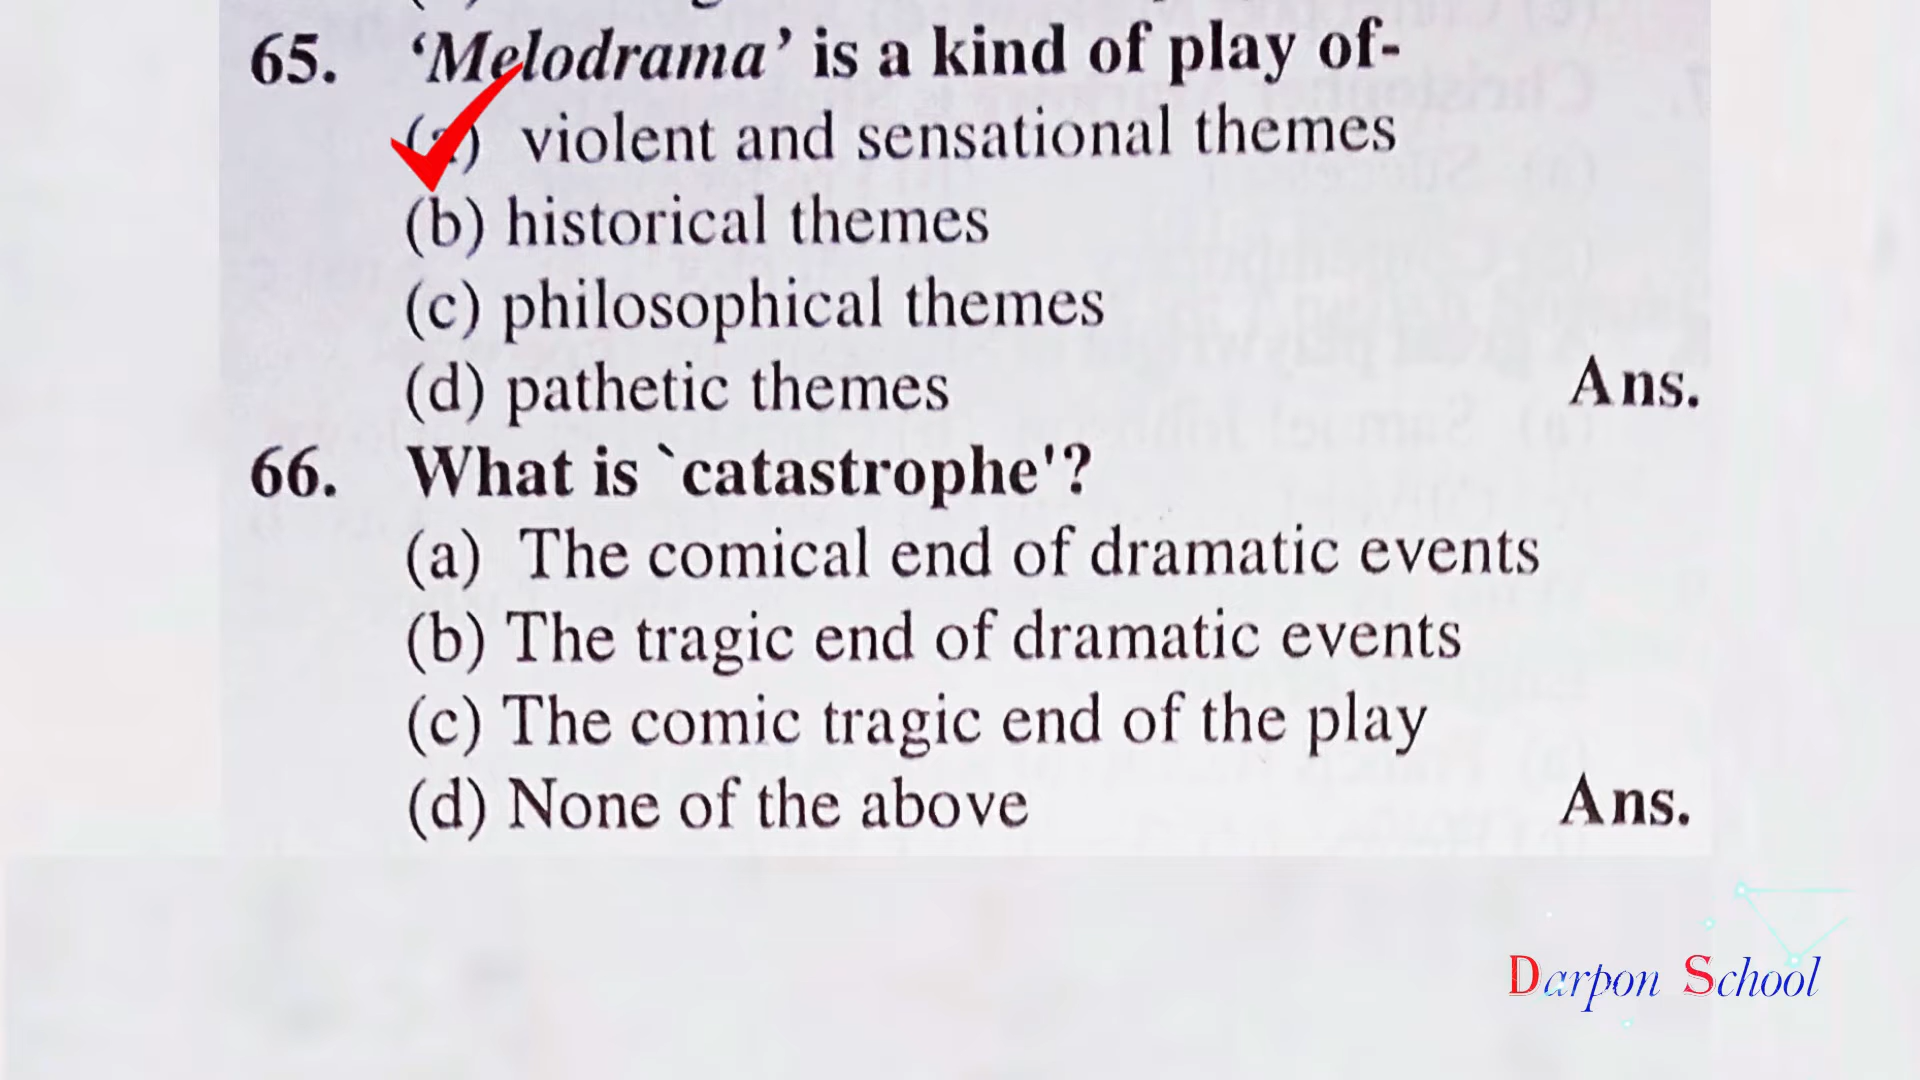 65. ‘Melodrama’ is a kind of play of-
(a) violent and sensational themes
(b) historical themes
(c) philosophical themes
(d) pathetic themes Ans.
66. What is `catastrophe'?
(a) The comical end of dramatic events
(b) The tragic end of dramatic events
(c) The comic tragic end of the play
(d) None of the above Ans.
Darpon School